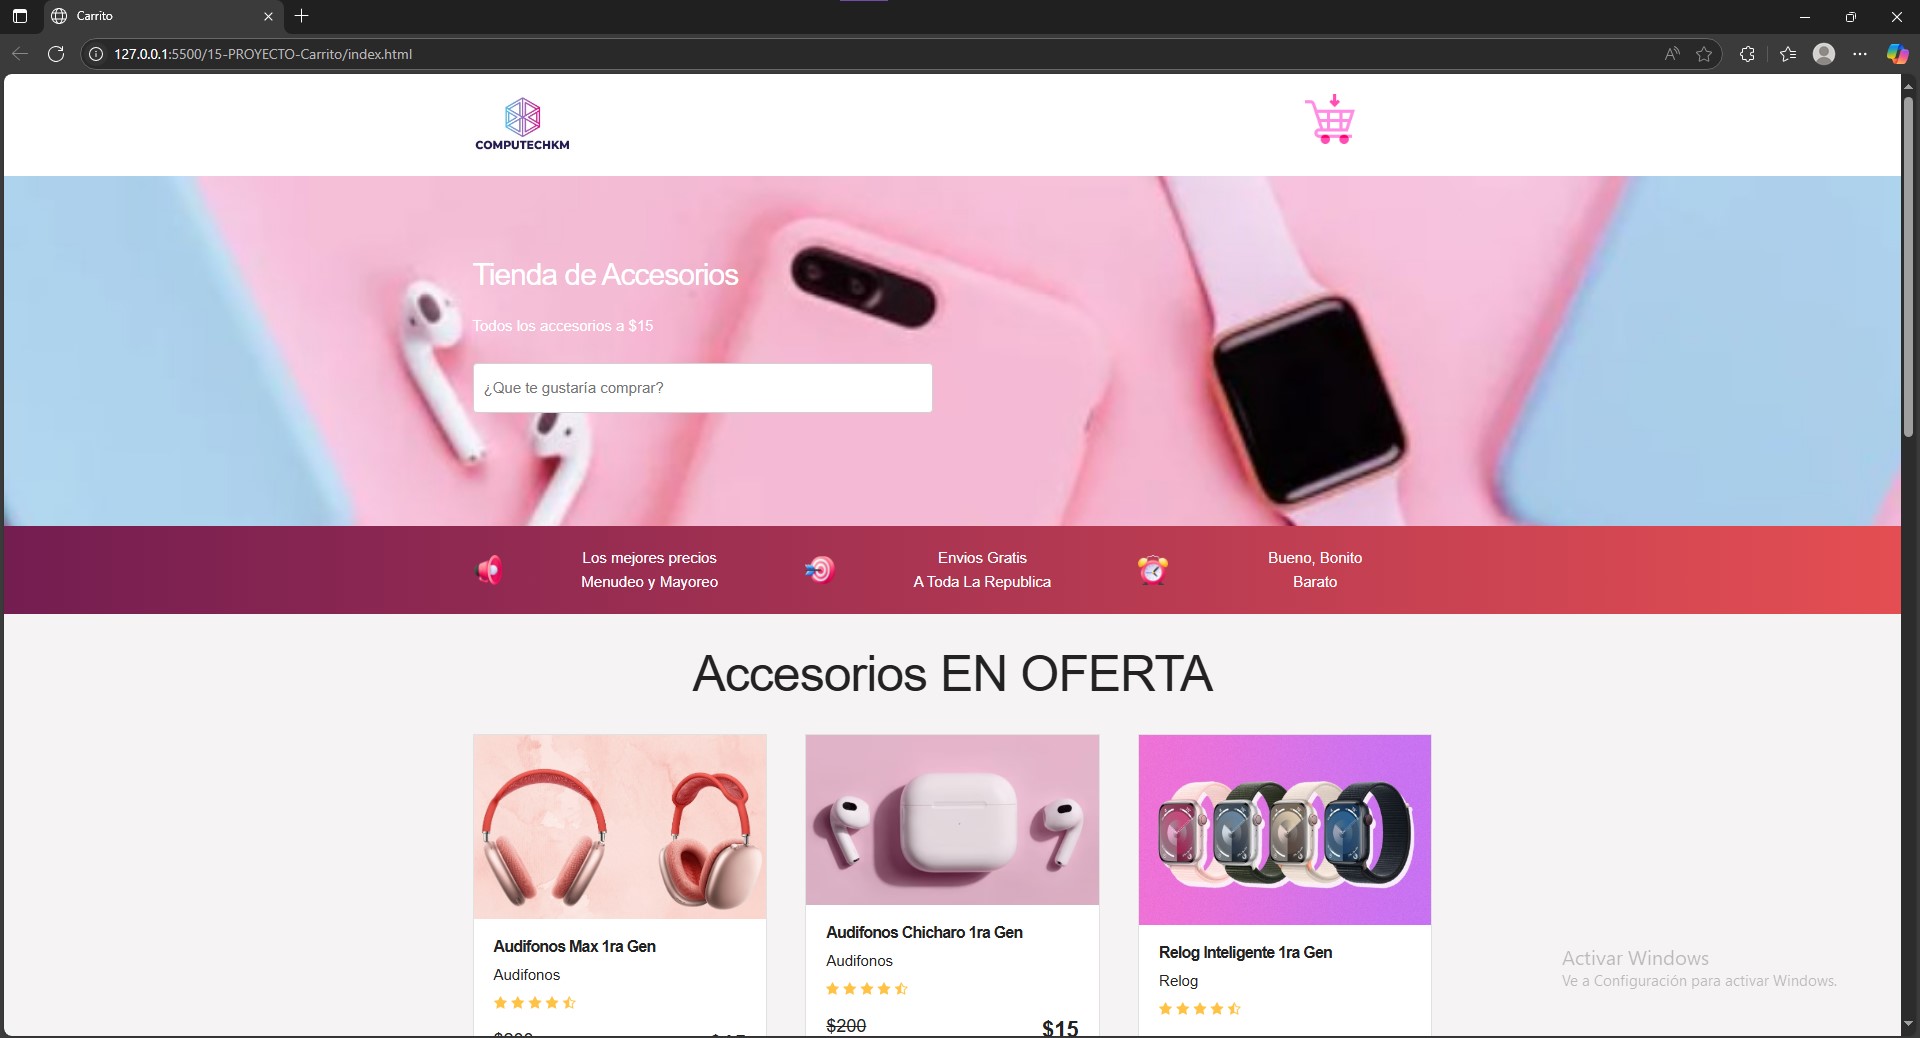 Carrito
127.0.0.1:5500/15-PROYECTO-Carrito/index.html
COMPUTECHKM
Tienda de Accesorios
Todos los accesorios a $15
¿Que te gustaría comprar?
Los mejores precios
Menudeo y Mayoreo
Envios Gratis
A Toda La Republica
Bueno, Bonito
Barato
Accesorios EN OFERTA
Audifonos Max 1ra Gen
Audifonos
Audifonos Chicharo 1ra Gen
Audifonos
$200
$15
Relog Inteligente 1ra Gen
Relog
Activar Windows
Ve a Configuración para activar Windows.